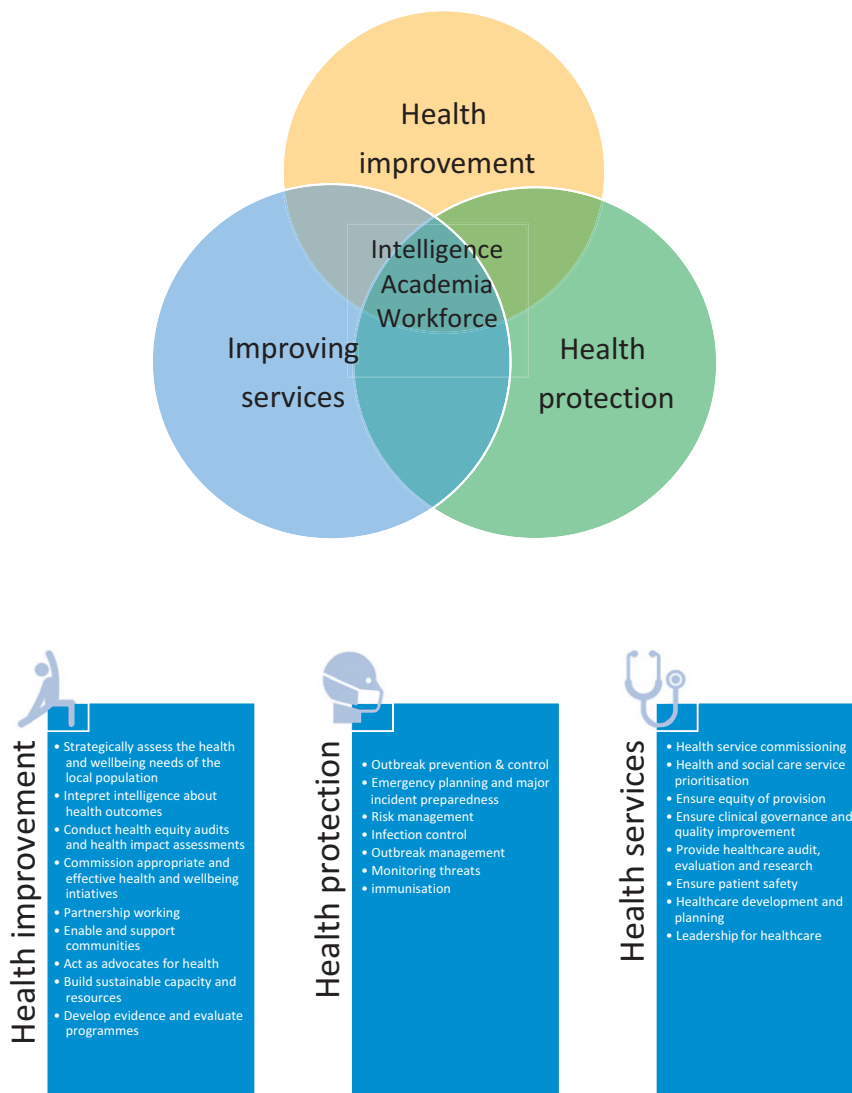 Health
improvement
Intelligence
Academia
Workforce
Improving
services
Health
protection
Health improvement
• Strategically assess the health
and wellbeing needs of the
local population
• Intepret intelligence about
health outcomes
• Conduct health equity audits
and health impact assessments
• Commission appropriate and
effective health and wellbeing
intiatives
• Partnership working
• Enable and support
communities
• Act as advocates for health
• Build sustainable capacity and
resources
• Develop evidence and evaluate
programmes
Health protection
• Outbreak prevention & control
• Emergency planning and major
incident preparedness
• Risk management
• Infection control
• Outbreak management
• Monitoring threats
• immunisation
Health services
• Health service commissioning
• Health and social care service
prioritisation
• Ensure equity of provision
• Ensure clinical governance and
quality improvement
• Provide healthcare audit,
evaluation and research
• Ensure patient safety
• Healthcare development and
planning
• Leadership for healthcare